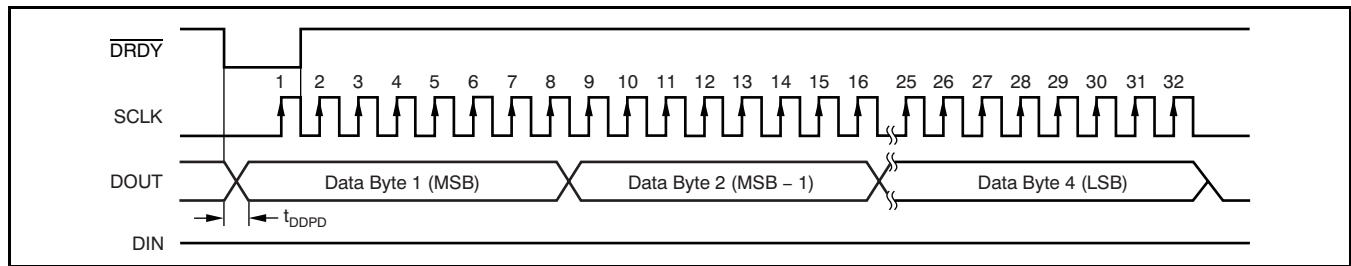 DRDY
1 2 3 4 5 6 7 8 9 10 11 12 13 14 15 16 25 26 27 28 29 30 31 32
SCLK
DOUT Data Byte 1 (MSB) Data Byte 2 (MSB − 1) Data Byte 4 (LSB)
tDDPD
DIN